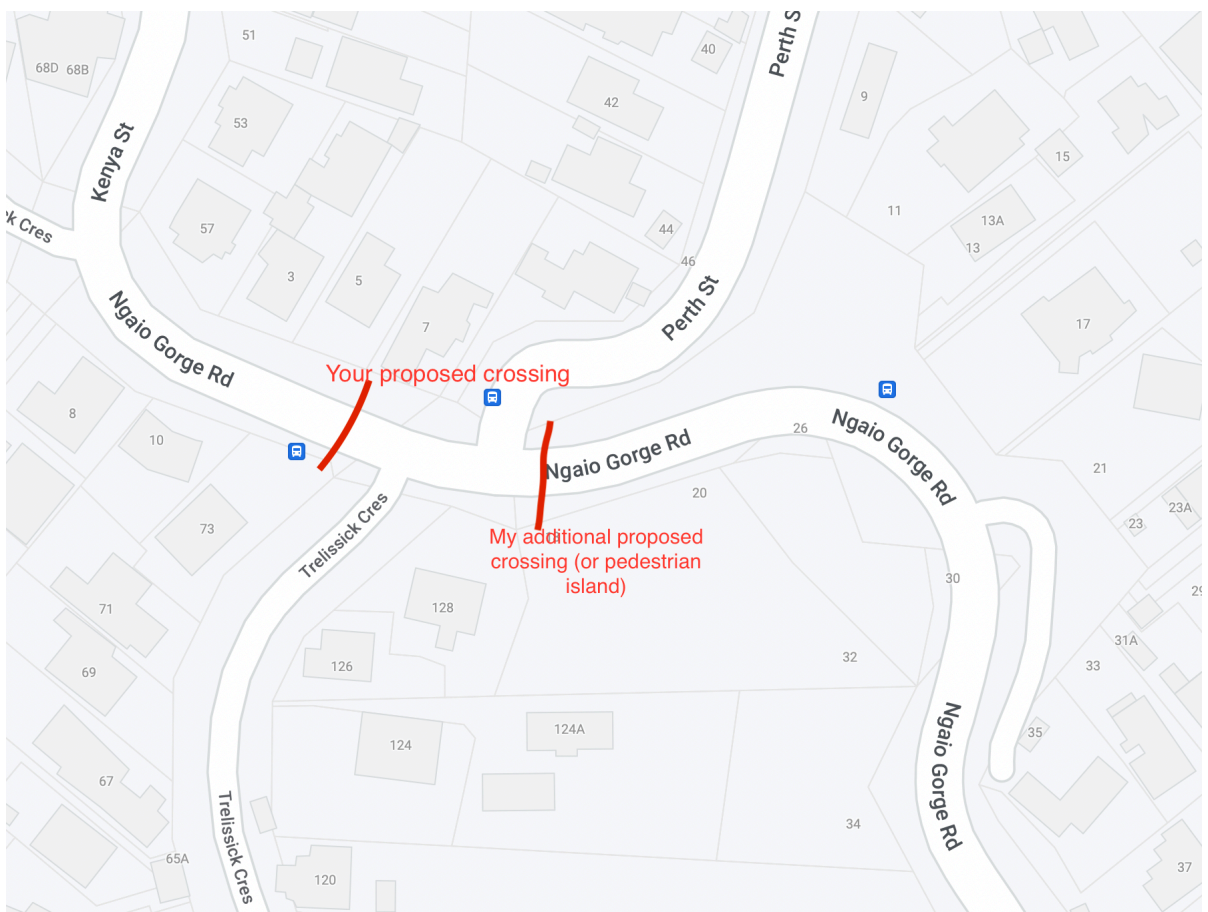 51
40
Perth S
68D 68B
42
9
53
Kenya St
15
11
13A
57
44
13
k Cres
46
3
5
Perth St
7
17
Ngaio Gorge Rd
Your proposed crossing
8
10
26
Ngaio Gorge Rd
Ngaio Gorge Rd
21
20
73
23A
23
Trelissick Cres
My additional proposed
crossing (or pedestrian
island)
30
71
128
31A
32
33
126
69
Ngaio Gorge Rd
124A
124
35
67
Trelissick Cres
34
65A
120
37